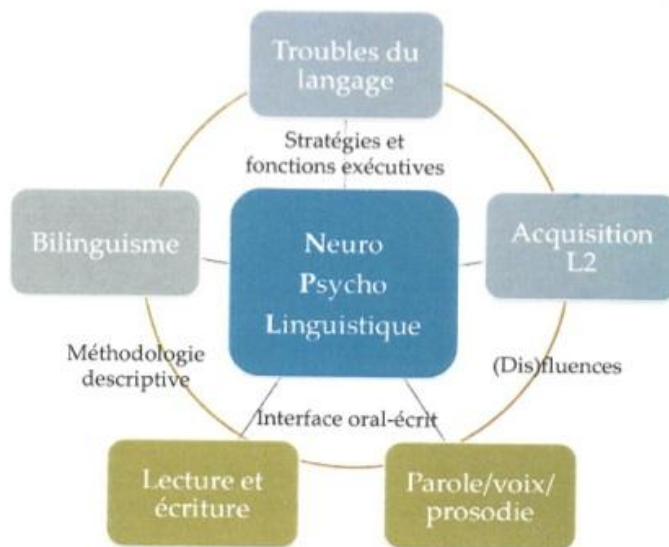 Troubles du
langage
Stratégies et
fonctions exécutives
Bilinguisme
Neuro
Psycho
Linguistique
Acquisition
L2
Méthodologie
descriptive
(Dis)fluences
Interface oral-écrit
Lecture et
écriture
Parole/voix/
prosodie